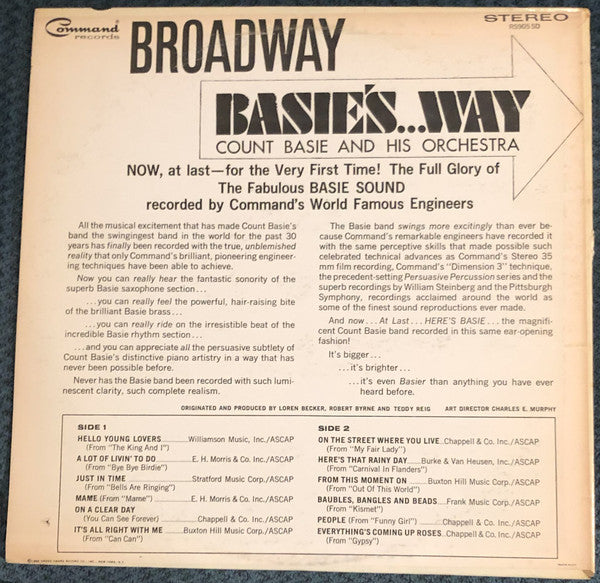 Command
records
STEREO
RS905 SD
BROADWAY
BASIE'S...WAY
COUNT BASIE AND HIS ORCHESTRA
NOW, at last—for the Very First Time! The Full Glory of
The Fabulous BASIE SOUND
recorded by Command's World Famous Engineers
All the musical excitement that has made Count Basie's
band the swingingest band in the world for the past 30
years has finally been recorded with the true, unblemished
reality that only Command's brilliant, pioneering engineer-
ing techniques have been able to achieve.
Now you can really hear the fantastic sonority of the
superb Basie saxophone section...
...you can really feel the powerful, hair-raising bite
of the brilliant Basie brass...
...you can really ride on the irresistible beat of the
incredible Basie rhythm section...
...and you can appreciate all the persuasive subtlety of
Count Basie's distinctive piano artistry in a way that has
never been possible before.
Never has the Basie band been recorded with such lumi-
nescent clarity, such complete realism.
The Basie band swings more excitingly than ever be-
cause Command's remarkable engineers have recorded it
with the same perceptive skills that made possible such
celebrated technical advances as Command's Stereo 35
mm film recording, Command's "Dimension 3" technique,
the precedent-setting Persuasive Percussion series and the
superb recordings by William Steinberg and the Pittsburgh
Symphony, recordings acclaimed around the world as
some of the finest sound reproductions ever made.
And now...At Last...HERE'S BASIE...the magnifi-
cent Count Basie band recorded in this same ear-opening
fashion!
It's bigger...
...it's brighter...
...it's even Basier than anything you have ever
heard before.
ORIGINATED AND PRODUCED BY LOREN BECKER, ROBERT BYRNE AND TEDDY REIG ART DIRECTOR CHARLES E. MURPHY
SIDE 1
HELLO YOUNG LOVERS........Williamson Music, Inc./ASCAP
(From "The King And I")
A LOT OF LIVIN' TO DO........E. H. Morris & Co. Inc./ASCAP
(From "Bye Bye Birdie")
JUST IN TIME........Stratford Music Corp./ASCAP
(From "Bells Are Ringing")
MAME (From "Mame")........E. H. Morris & Co. Inc./ASCAP
ON A CLEAR DAY
(You Can See Forever)........Chappell & Co. Inc./ASCAP
IT'S ALL RIGHT WITH ME........Buxton Hill Music Corp./ASCAP
(From "Can Can")
SIDE 2
ON THE STREET WHERE YOU LIVE..Chappell & Co. Inc./ASCAP
(From "My Fair Lady")
HERE'S THAT RAINY DAY........Burke & Van Heusen, Inc./ASCAP
(From "Carnival In Flanders")
FROM THIS MOMENT ON........Buxton Hill Music Corp./ASCAP
(From "Out Of This World")
BAUBLES, BANGLES AND BEADS..Frank Music Corp./ASCAP
(From "Kismet")
PEOPLE (From "Funny Girl")........Chappell & Co. Inc./ASCAP
EVERYTHING'S COMING UP ROSES..Chappell & Co. Inc./ASCAP
(From "Gypsy")